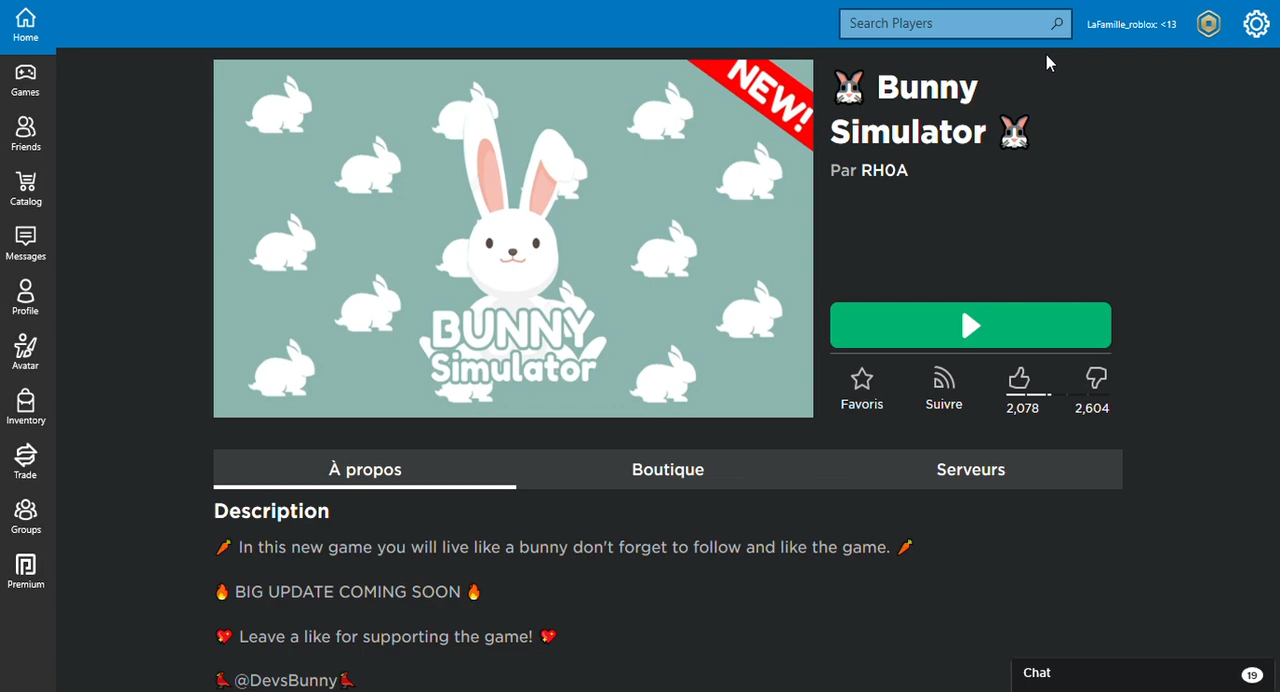 Home
Search Players
LaFamille_roblox: <13
Games
Friends
Catalog
Messages
Profile
Avatar
Inventory
Trade
Groups
Premium
NEW!
BUNNY
Simulator
Bunny
Simulator
Par RH0A
Favoris
Suivre
2,078
2,604
À propos
Boutique
Serveurs
Description
🥕 In this new game you will live like a bunny don't forget to follow and like the game. 🥕
🔥 BIG UPDATE COMING SOON 🔥
💖 Leave a like for supporting the game! 💖
@DevsBunny
Chat
19